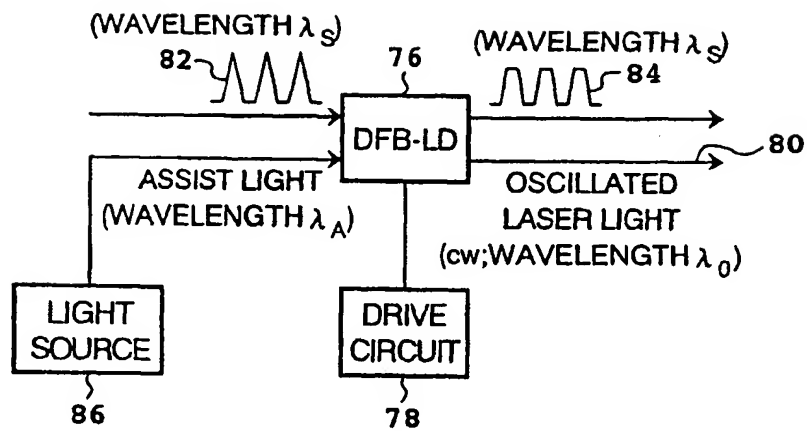 (WAVELENGTH λS)
82
76
(WAVELENGTH λS)
84
DFB-LD
80
ASSIST LIGHT
(WAVELENGTH λA)
OSCILLATED
LASER LIGHT
(cw;WAVELENGTH λ0)
LIGHT
SOURCE
DRIVE
CIRCUIT
86
78